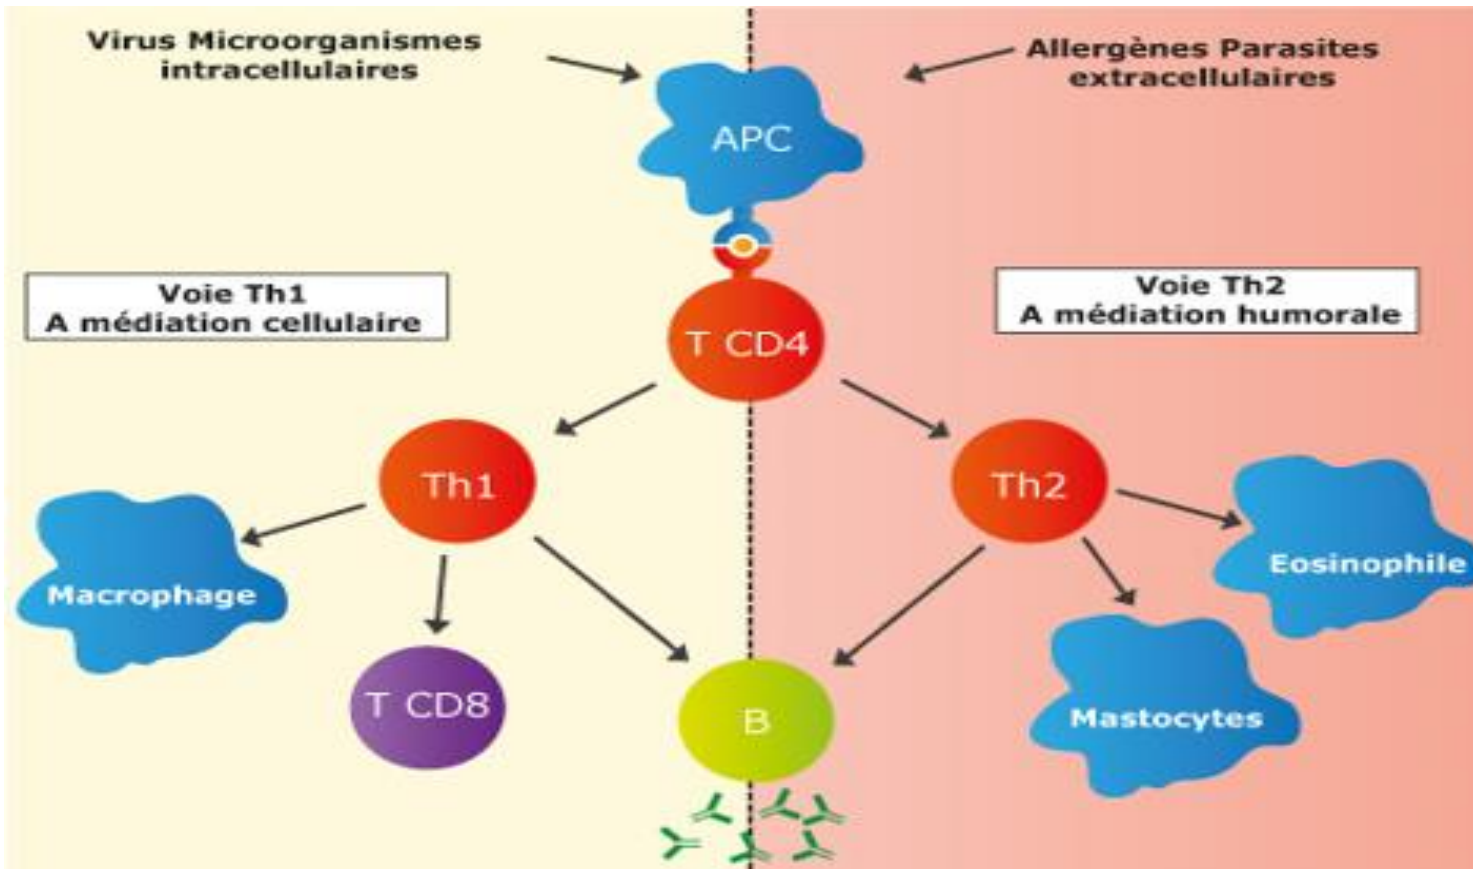 Virus Microorganismes
intracellulaires
Allergènes Parasites
extracellulaires
APC
Voie Th1
A médiation cellulaire
Voie Th2
A médiation humorale
T CD4
Th1
Th2
Macrophage
Eosinophile
T CD8
B
Mastocytes